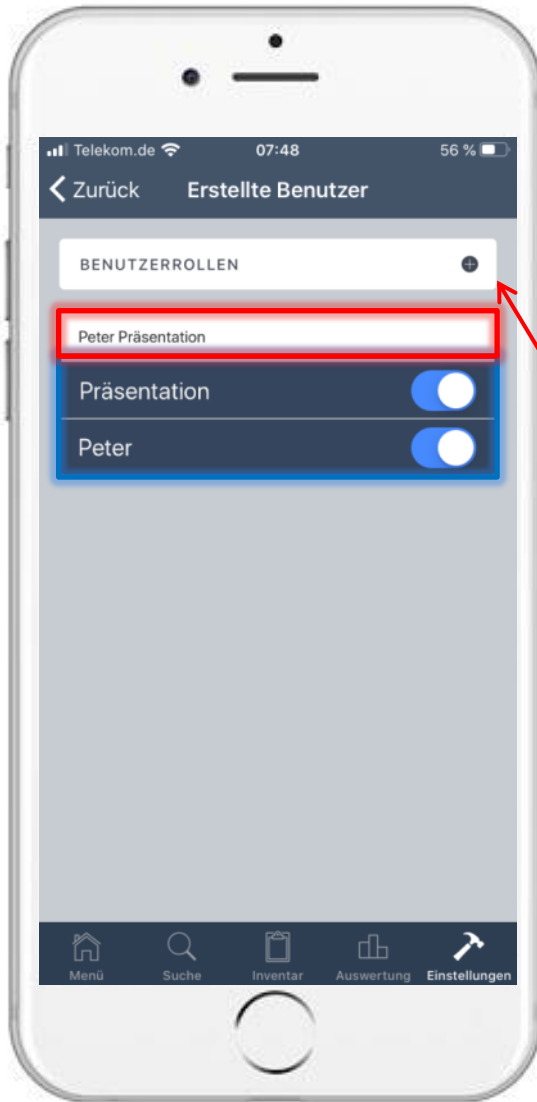 Telekom.de 07:48 56 %
Zurück Erstellte Benutzer
BENUTZERROLLEN
Peter Präsentation
Präsentation
Peter
Menü Suche Inventar Auswertung Einstellungen